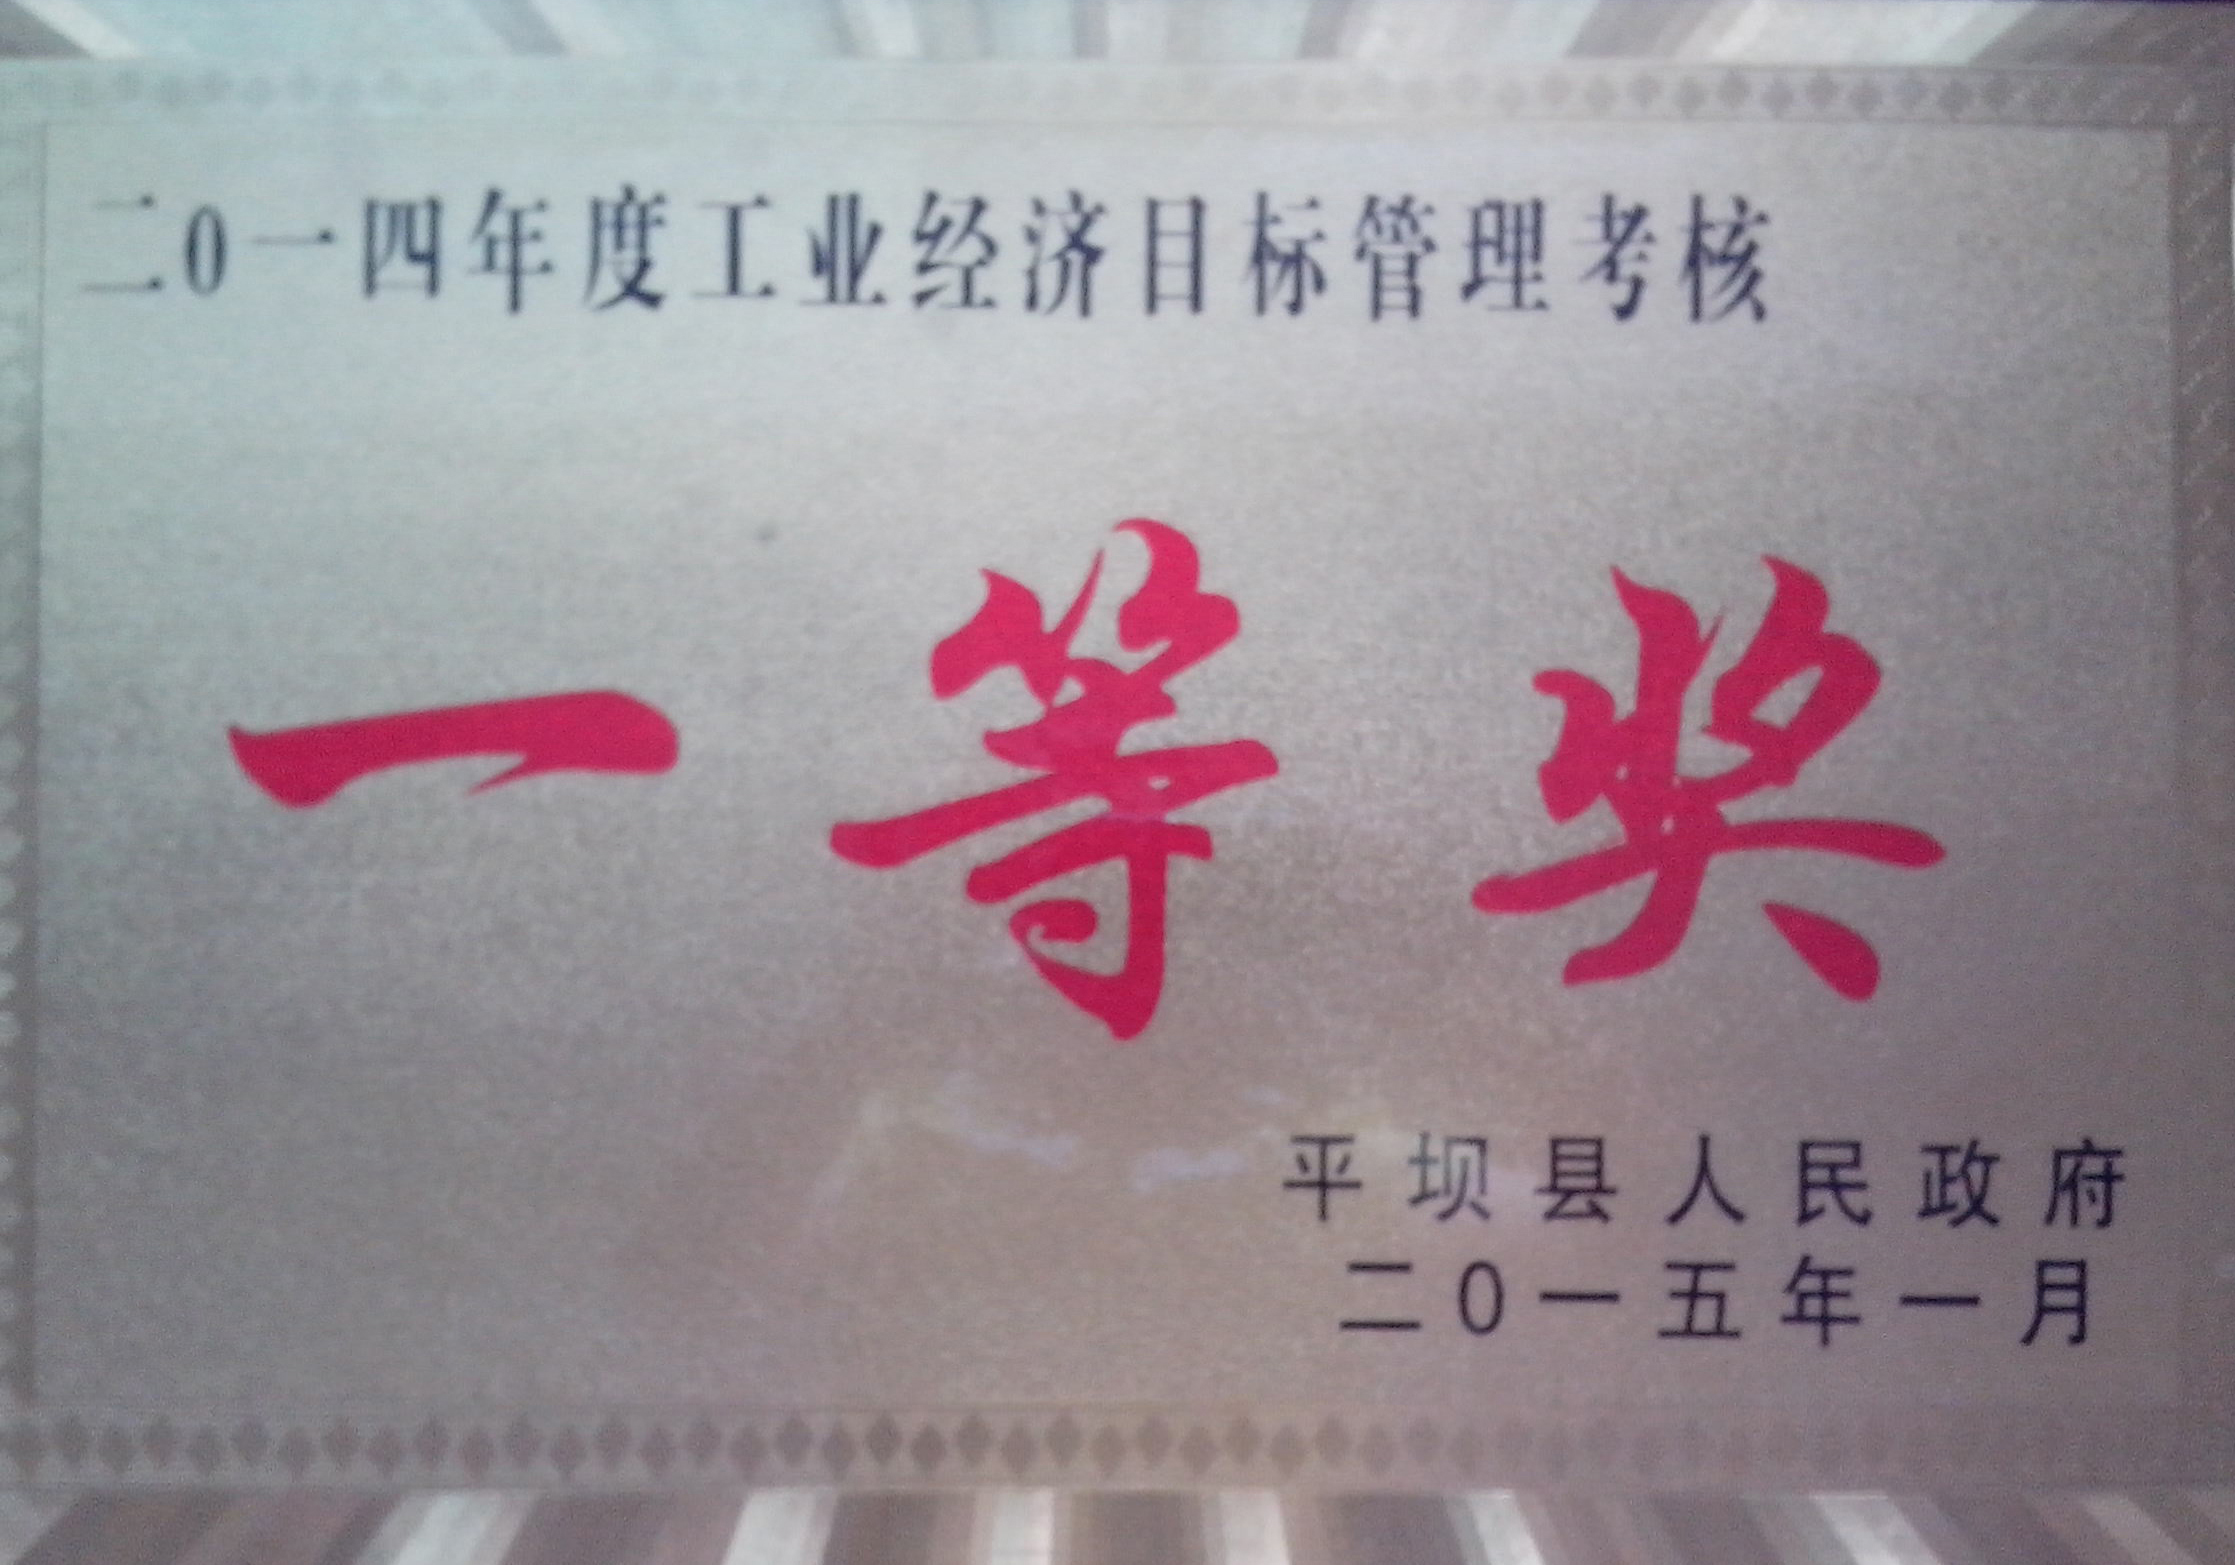 二0一四年度工业经济目标管理考核
一等奖
平坝县人民政府
二0一五年一月